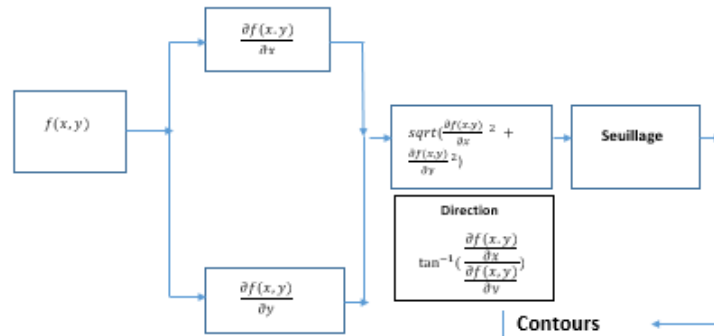 ∂f(x,y)
∂x
f(x,y)
sqrt(∂f(x,y)/∂x ² +
∂f(x,y)/∂y ²)
Seuillage
Direction
tan⁻¹( ∂f(x,y)/∂x / ∂f(x,y)/∂y )
∂f(x,y)
∂y
Contours